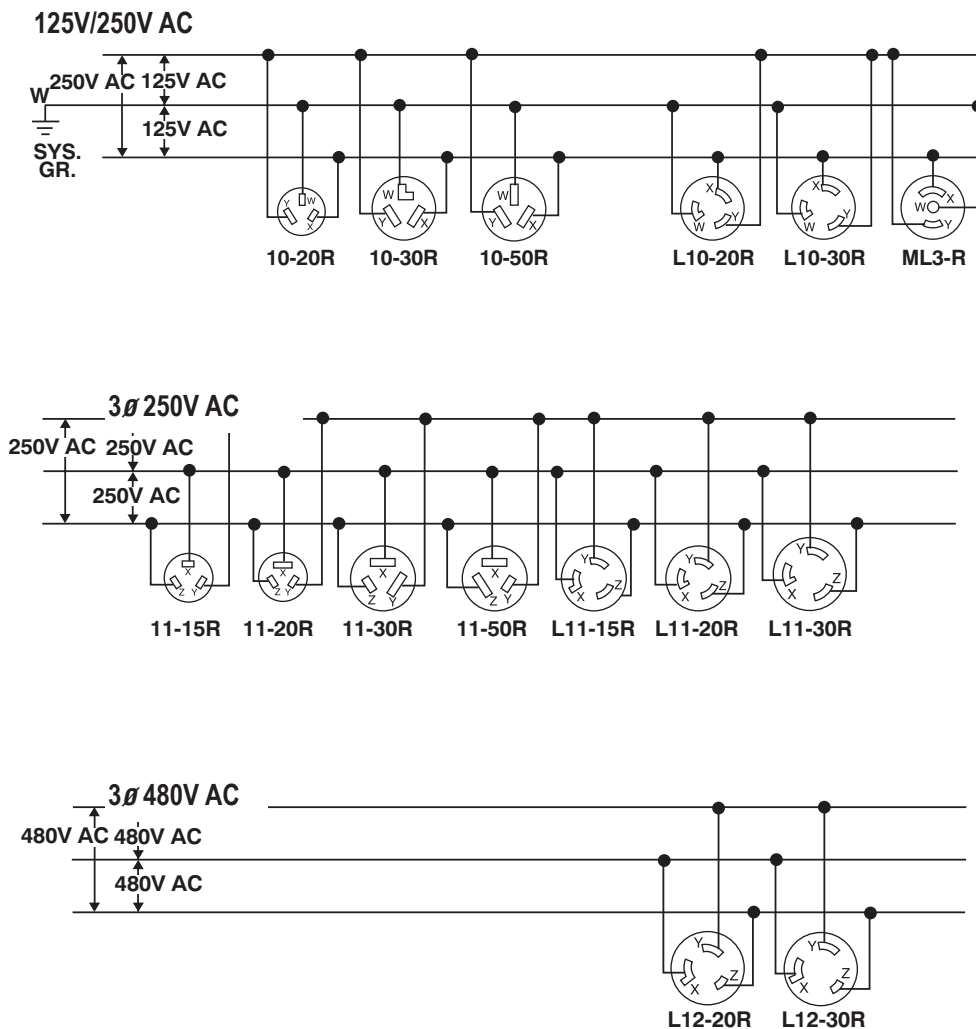 125V/250V AC
250V AC 125V AC
W
125V AC
SYS.
GR.
Y W X
W Y X
W Y X
X W Y
X W Y
X W Y
10-20R 10-30R 10-50R L10-20R L10-30R ML3-R
3ø 250V AC
250V AC 250V AC
250V AC
X Z Y
X Z Y
X Z Y
X Z Y
Y X Z
Y X Z
Y X Z
11-15R 11-20R 11-30R 11-50R L11-15R L11-20R L11-30R
3ø 480V AC
480V AC 480V AC
480V AC
Y X Z
Y X Z
L12-20R L12-30R